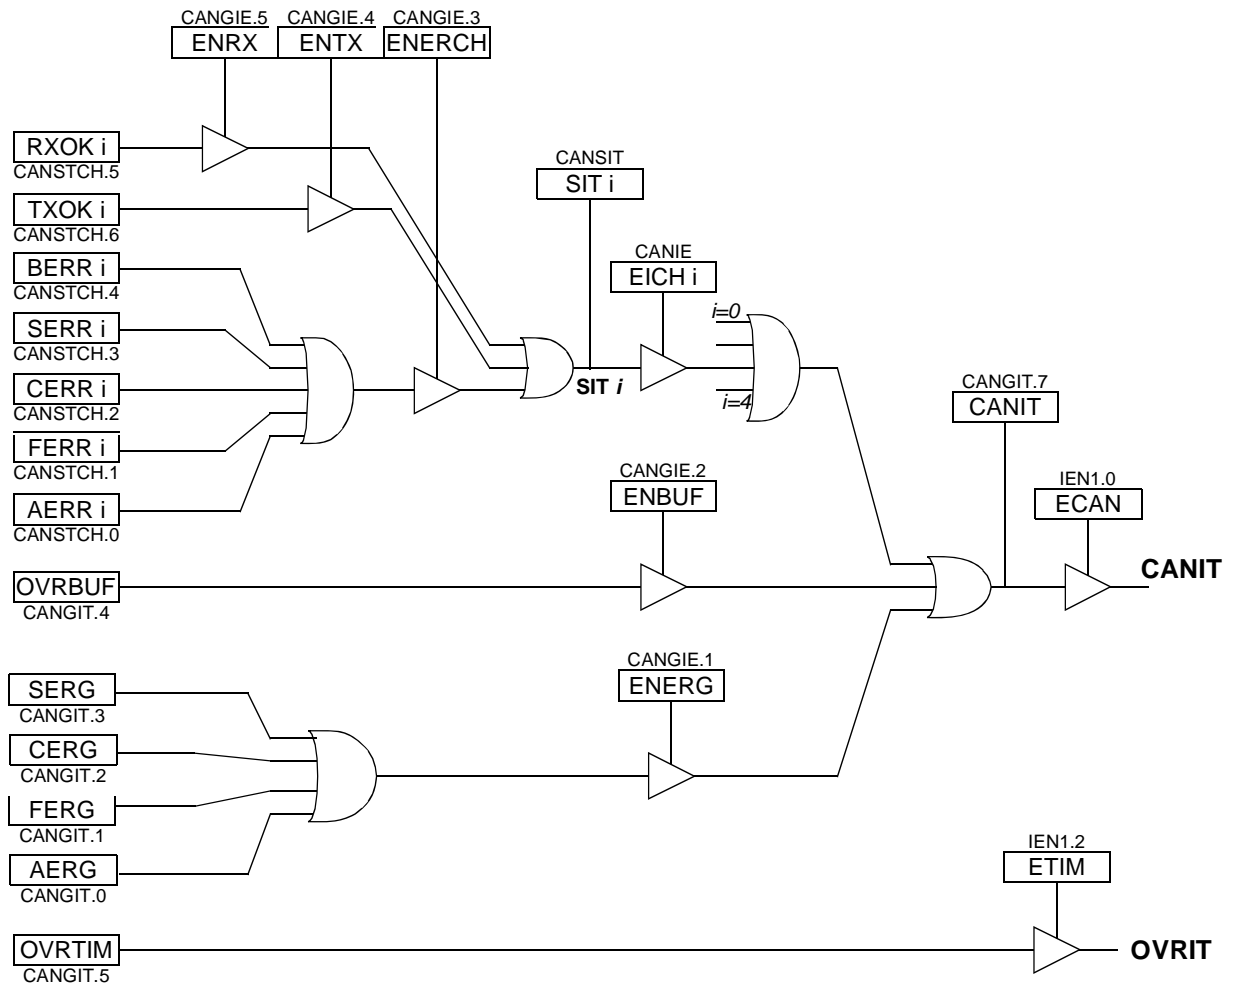 CANGIE.5 CANGIE.4 CANGIE.3
ENRX ENTX ENERCH
RXOK i
CANSTCH.5
TXOK i
CANSTCH.6
BERR i
CANSTCH.4
SERR i
CANSTCH.3
CERR i
CANSTCH.2
FERR i
CANSTCH.1
AERR i
CANSTCH.0
CANSIT
SIT i
SIT i
CANIE
EICH i
i=0
i=4
CANGIT.7
CANIT
IEN1.0
ECAN
CANIT
CANGIE.2
ENBUF
OVRBUF
CANGIT.4
CANGIE.1
ENERG
SERG
CANGIT.3
CERG
CANGIT.2
FERG
CANGIT.1
AERG
CANGIT.0
IEN1.2
ETIM
OVRTIM
CANGIT.5
OVRIT